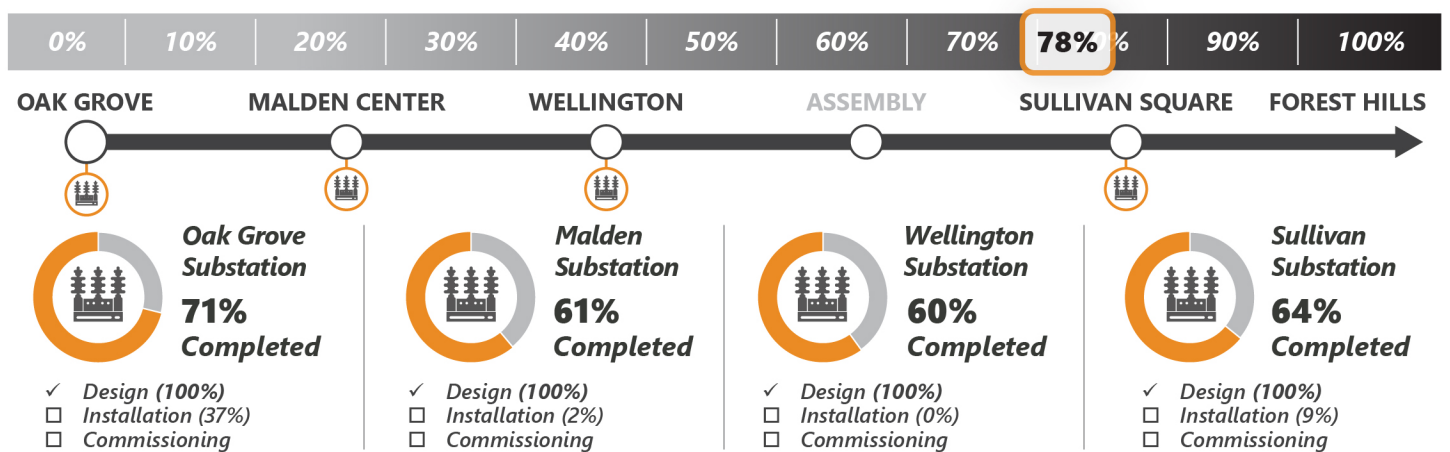 0% 10% 20% 30% 40% 50% 60% 70% 78% 90% 100%
OAK GROVE MALDEN CENTER WELLINGTON ASSEMBLY SULLIVAN SQUARE FOREST HILLS
Oak Grove
Substation
71%
Completed
✓ Design (100%)
☐ Installation (37%)
☐ Commissioning
Malden
Substation
61%
Completed
✓ Design (100%)
☐ Installation (2%)
☐ Commissioning
Wellington
Substation
60%
Completed
✓ Design (100%)
☐ Installation (0%)
☐ Commissioning
Sullivan
Substation
64%
Completed
✓ Design (100%)
☐ Installation (9%)
☐ Commissioning